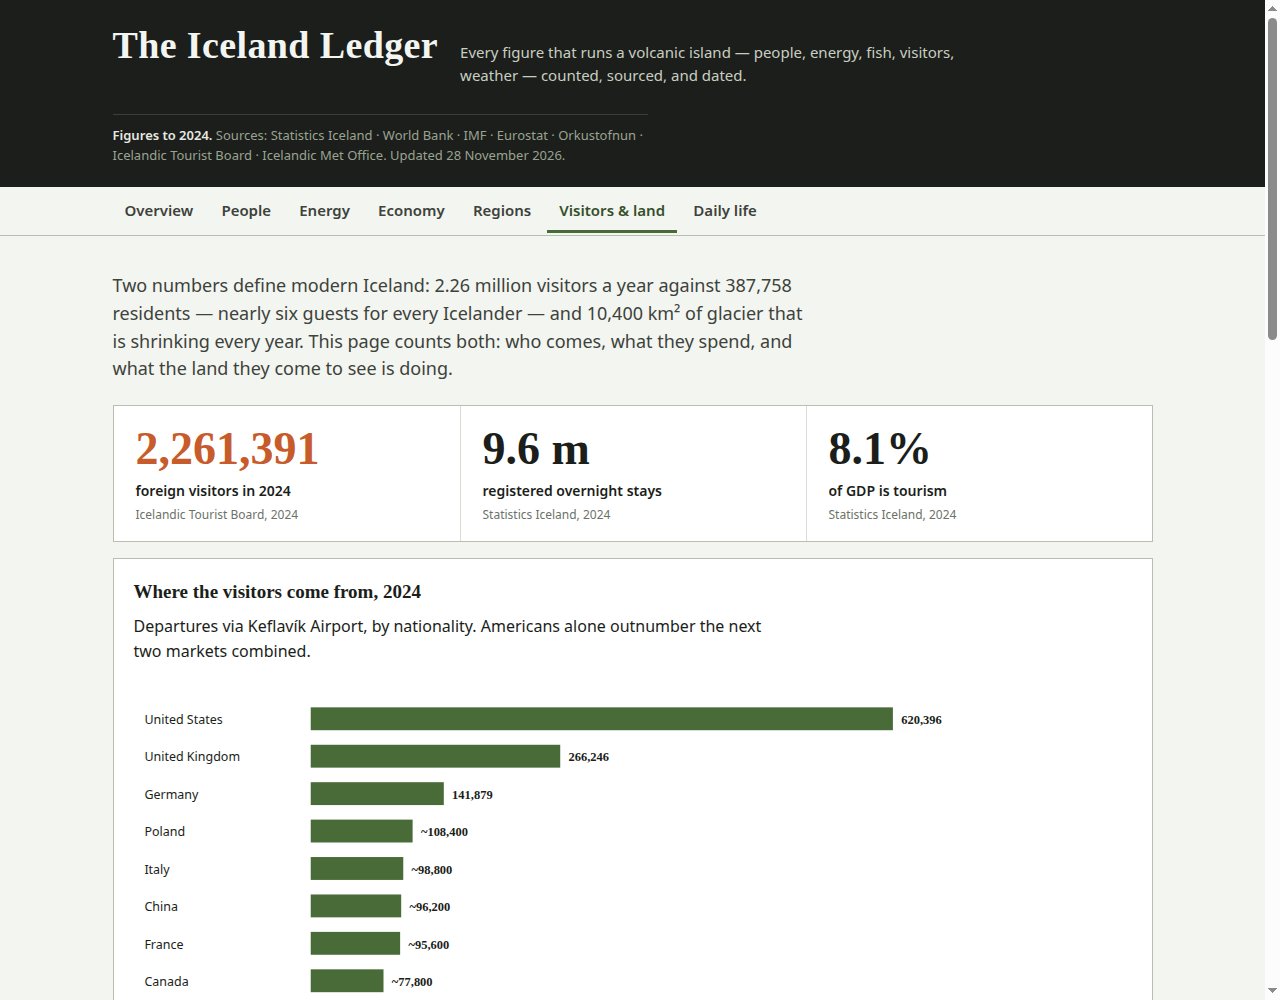 The Iceland Ledger
Every figure that runs a volcanic island — people, energy, fish, visitors,
weather — counted, sourced, and dated.
Figures to 2024. Sources: Statistics Iceland · World Bank · IMF · Eurostat · Orkustofnun ·
Icelandic Tourist Board · Icelandic Met Office. Updated 28 November 2026.
Overview People Energy Economy Regions Visitors & land Daily life
Two numbers define modern Iceland: 2.26 million visitors a year against 387,758
residents — nearly six guests for every Icelander — and 10,400 km² of glacier that
is shrinking every year. This page counts both: who comes, what they spend, and
what the land they come to see is doing.
2,261,391
foreign visitors in 2024
Icelandic Tourist Board, 2024
9.6 m
registered overnight stays
Statistics Iceland, 2024
8.1%
of GDP is tourism
Statistics Iceland, 2024
Where the visitors come from, 2024
Departures via Keflavík Airport, by nationality. Americans alone outnumber the next
two markets combined.
United States 620,396
United Kingdom 266,246
Germany 141,879
Poland ~108,400
Italy ~98,800
China ~96,200
France ~95,600
Canada ~77,800